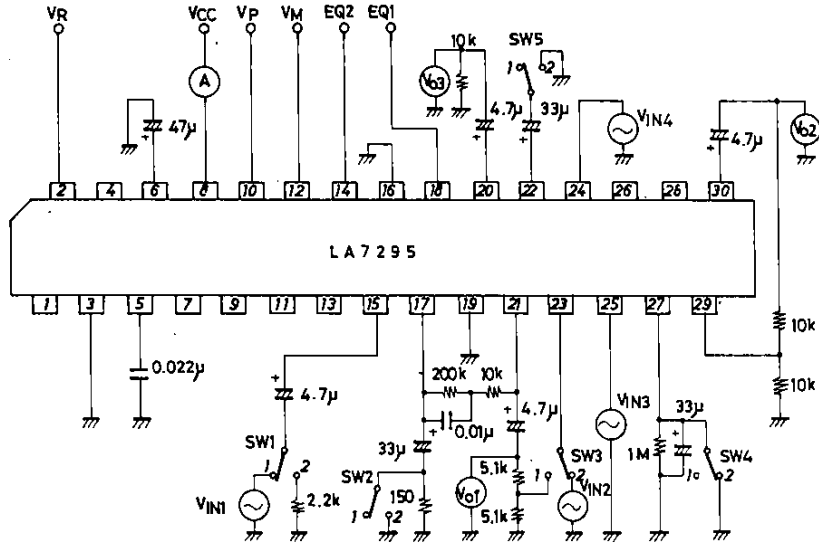 VR VCC VP VM EQ2 EQ1
10k SW5
1 2
A Vo3 VIN4 Vo2
47μ 4.7μ 33μ 4.7μ
+ + + +
2 4 6 8 10 12 14 16 18 20 22 24 26 28 30
LA7295
1 3 5 7 9 11 13 15 17 19 21 23 25 27 29
10k
0.022μ 200k 10k
+ 4.7μ + 4.7μ VIN3 10k
+ 0.01μ 33μ
SW1 33μ 5.1k SW3 1M + SW4
1 2 SW2 1 2 1 2
VIN1 2.2k 150 Vo1 5.1k VIN2
1 2